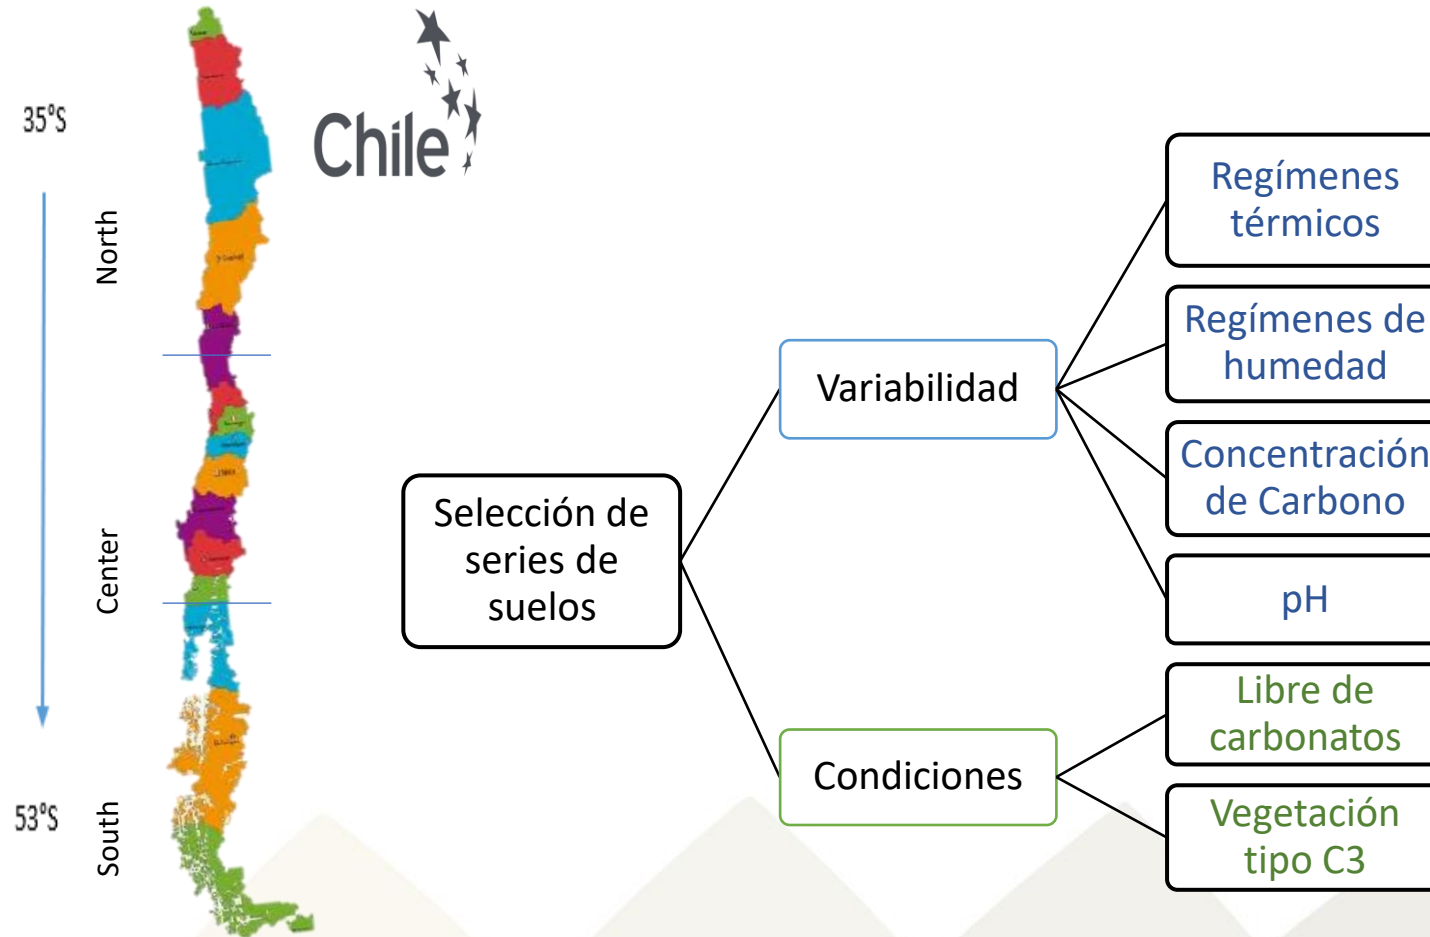 35°S
North
Center
53°S
South
Chile
Selección de
series de
suelos
Variabilidad
Regímenes
térmicos
Regímenes de
humedad
Concentración
de Carbono
pH
Condiciones
Libre de
carbonatos
Vegetación
tipo C3